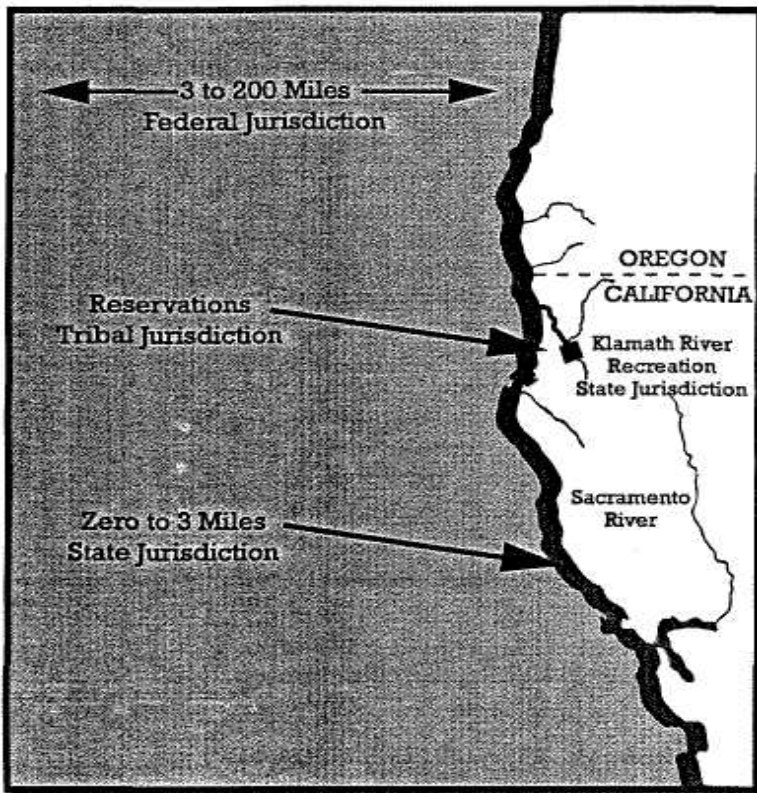 3 to 200 Miles
Federal Jurisdiction
OREGON
CALIFORNIA
Reservations
Tribal Jurisdiction
Klamath River
Recreation
State Jurisdiction
Sacramento
River
Zero to 3 Miles
State Jurisdiction